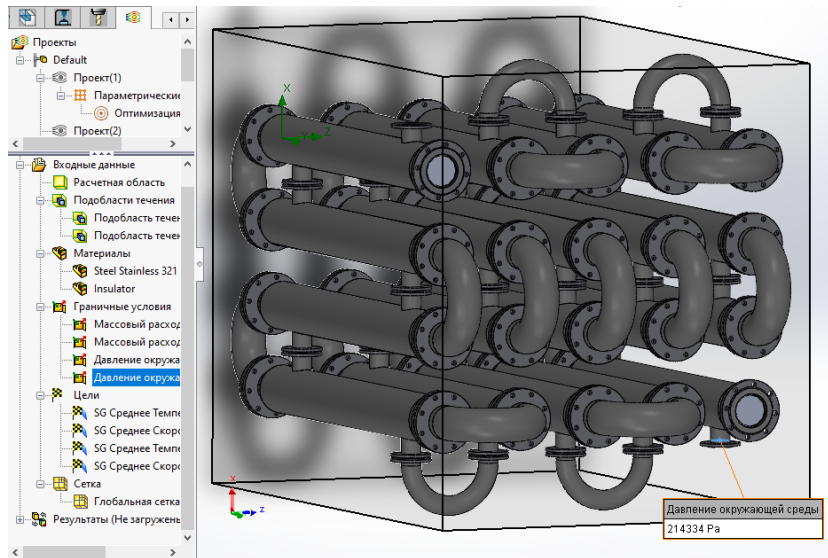 Проекты
Default
Проект(1)
Параметрические
Оптимизация
Проект(2)
Входные данные
Расчетная область
Подобласти течения
Подобласть течен
Подобласть течен
Материалы
Steel Stainless 321
Insulator
Граничные условия
Массовый расход
Массовый расход
Давление окружа
Давление окружа
Цели
SG Среднее Темпе
SG Среднее Скоро
SG Среднее Темпе
SG Среднее Скоро
Сетка
Глобальная сетка
Результаты (Не загружень
X
Y
Z
x
z
Давление окружающей среды
214334 Pa